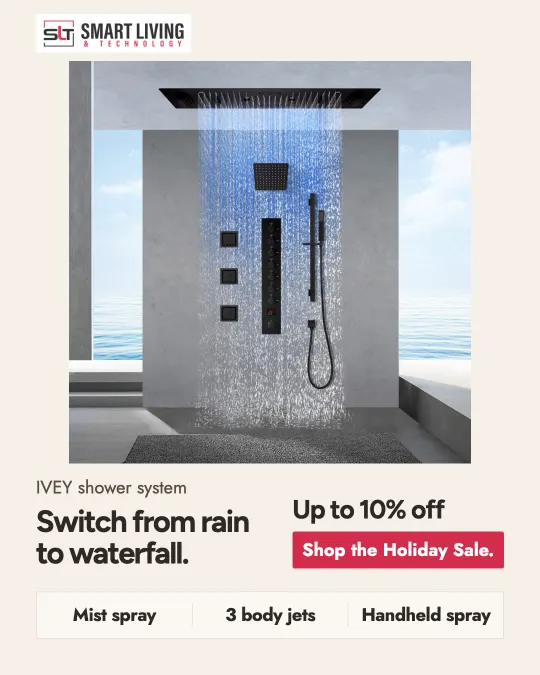 SLT SMART LIVING
& TECHNOLOGY
IVEY shower system
Switch from rain
to waterfall.
Up to 10% off
Shop the Holiday Sale.
Mist spray
3 body jets
Handheld spray